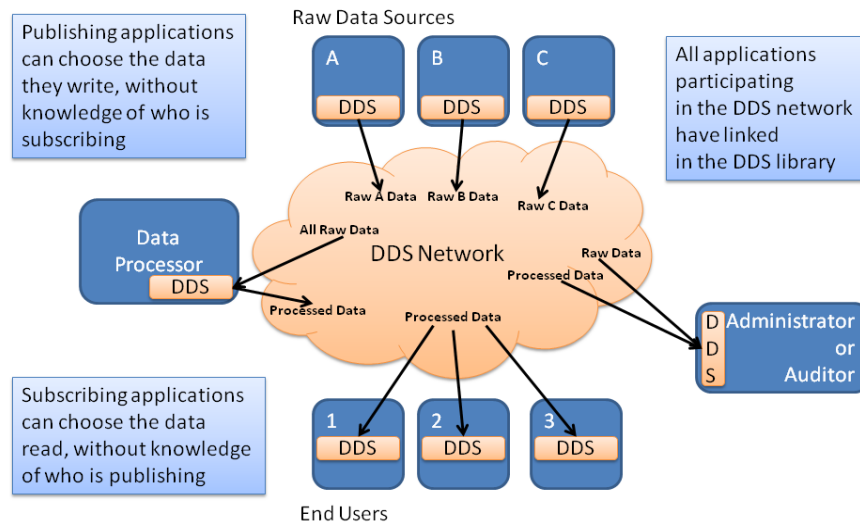 Raw Data Sources
Publishing applications
can choose the data
they write, without
knowledge of who is
subscribing
A
B
C
DDS
DDS
DDS
All applications
participating
in the DDS network
have linked
in the DDS library
Raw A Data
Raw B Data
Raw C Data
All Raw Data
DDS Network
Raw Data
Processed Data
Data
Processor
DDS
Processed Data
Processed Data
D
D
S
Administrator
or
Auditor
Subscribing applications
can choose the data
read, without knowledge
of who is publishing
1
2
3
DDS
DDS
DDS
End Users